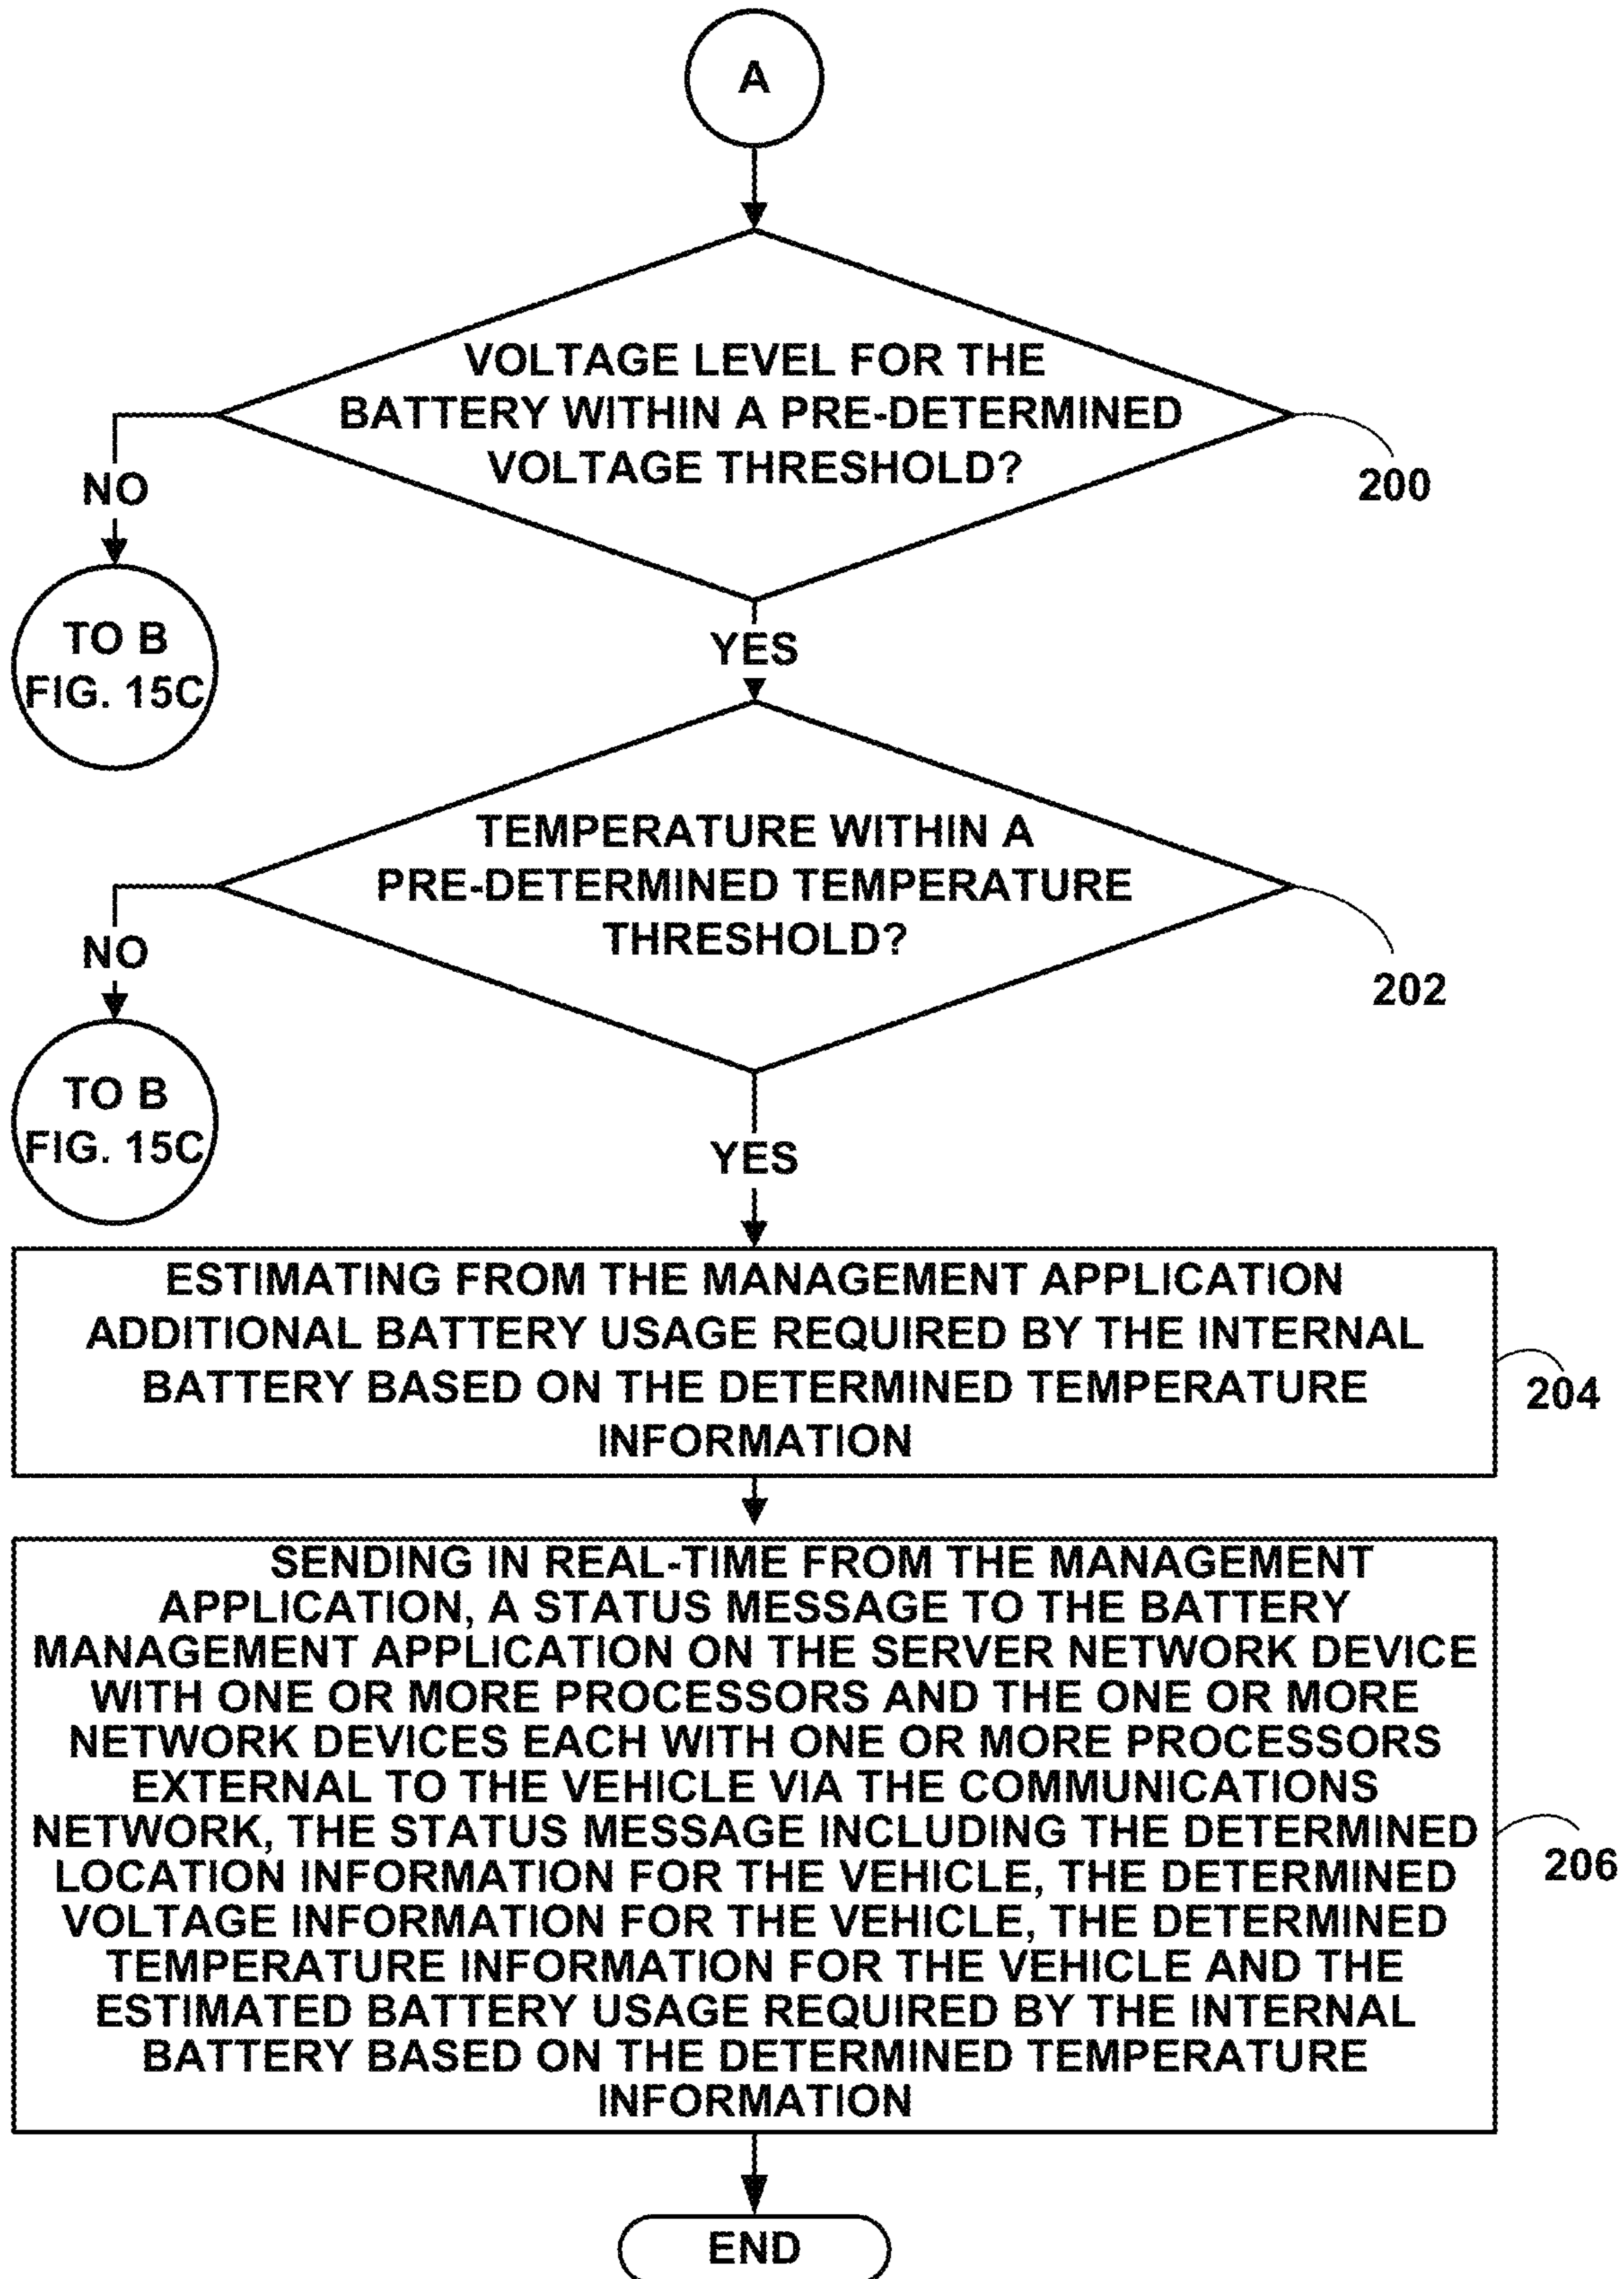 A
VOLTAGE LEVEL FOR THE
BATTERY WITHIN A PRE-DETERMINED
VOLTAGE THRESHOLD?
200
NO
TO B
FIG. 15C
YES
TEMPERATURE WITHIN A
PRE-DETERMINED TEMPERATURE
THRESHOLD?
202
NO
TO B
FIG. 15C
YES
ESTIMATING FROM THE MANAGEMENT APPLICATION
ADDITIONAL BATTERY USAGE REQUIRED BY THE INTERNAL
BATTERY BASED ON THE DETERMINED TEMPERATURE
INFORMATION
204
SENDING IN REAL-TIME FROM THE MANAGEMENT
APPLICATION, A STATUS MESSAGE TO THE BATTERY
MANAGEMENT APPLICATION ON THE SERVER NETWORK DEVICE
WITH ONE OR MORE PROCESSORS AND THE ONE OR MORE
NETWORK DEVICES EACH WITH ONE OR MORE PROCESSORS
EXTERNAL TO THE VEHICLE VIA THE COMMUNICATIONS
NETWORK, THE STATUS MESSAGE INCLUDING THE DETERMINED
LOCATION INFORMATION FOR THE VEHICLE, THE DETERMINED
VOLTAGE INFORMATION FOR THE VEHICLE, THE DETERMINED
TEMPERATURE INFORMATION FOR THE VEHICLE AND THE
ESTIMATED BATTERY USAGE REQUIRED BY THE INTERNAL
BATTERY BASED ON THE DETERMINED TEMPERATURE
INFORMATION
206
END